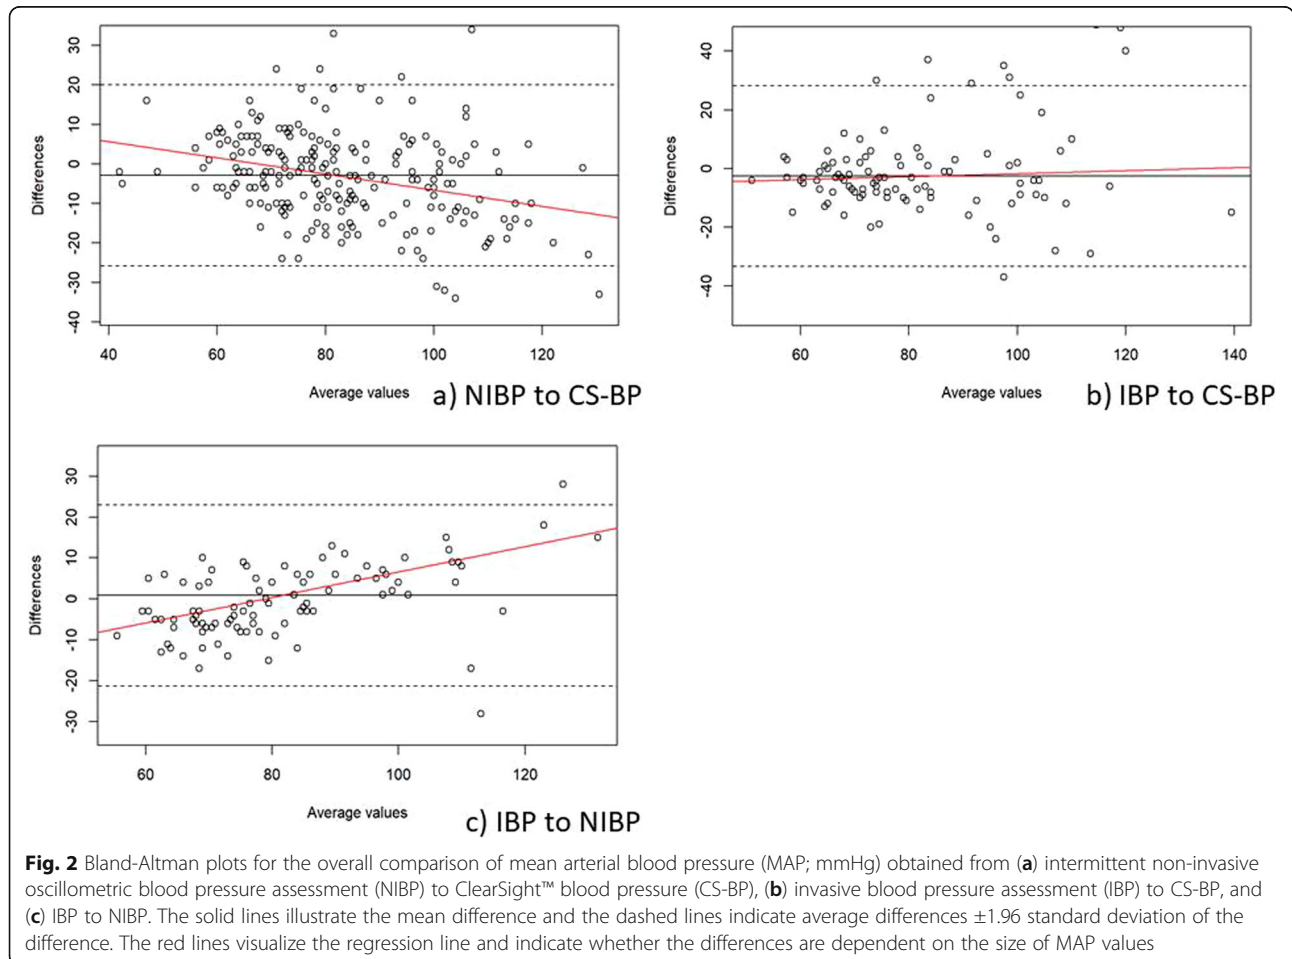 30
20
10
0
-10
-20
-30
-40
Differences
40
60
80
100
120
Average values
a) NIBP to CS-BP
40
20
0
-20
-40
Differences
60
80
100
120
140
Average values
b) IBP to CS-BP
30
20
10
0
-10
-20
-30
Differences
60
80
100
120
Average values
c) IBP to NIBP
Fig. 2 Bland-Altman plots for the overall comparison of mean arterial blood pressure (MAP; mmHg) obtained from (a) intermittent non-invasive
oscillometric blood pressure assessment (NIBP) to ClearSight™ blood pressure (CS-BP), (b) invasive blood pressure assessment (IBP) to CS-BP, and
(c) IBP to NIBP. The solid lines illustrate the mean difference and the dashed lines indicate average differences ±1.96 standard deviation of the
difference. The red lines visualize the regression line and indicate whether the differences are dependent on the size of MAP values